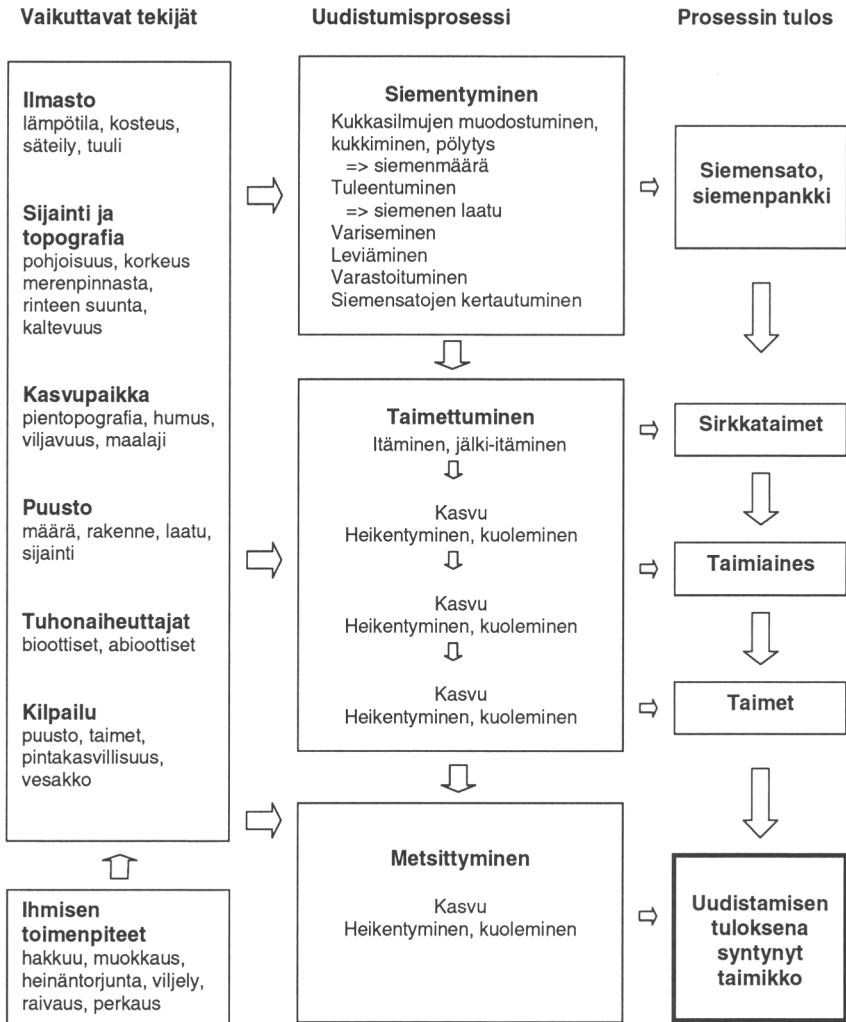 Vaikuttavat tekijät
Uudistumisprosessi
Prosessin tulos
Ilmasto
lämpötila, kosteus,
säteily, tuuli
Sijainti ja
topografia
pohjoisuus, korkeus
merenpinnasta,
rinteen suunta,
kaltevuus
Kasvupaikka
pientopografia, humus,
viljavuus, maalaji
Puusto
määrä, rakenne, laatu,
sijainti
Tuhonaiheuttajat
bioottiset, abioottiset
Kilpailu
puusto, taimet,
pintakasvillisuus,
vesakko
Ihmisen
toimenpiteet
hakkuu, muokkaus,
heinäntorjunta, viljely,
raivaus, perkaus
Siementyminen
Kukkasilmujen muodostuminen,
kukkiminen, pölytys
=> siemenmäärä
Tuleentuminen
=> siemenen laatu
Variseminen
Leviäminen
Varastoituminen
Siemensatojen kertautuminen
Taimettuminen
Itäminen, jälki-itäminen
Kasvu
Heikentyminen, kuoleminen
Kasvu
Heikentyminen, kuoleminen
Kasvu
Heikentyminen, kuoleminen
Metsittyminen
Kasvu
Heikentyminen, kuoleminen
Siemensato,
siemenpankki
Sirkkataimet
Taimiaines
Taimet
Uudistamisen
tuloksena
syntynyt
taimikko